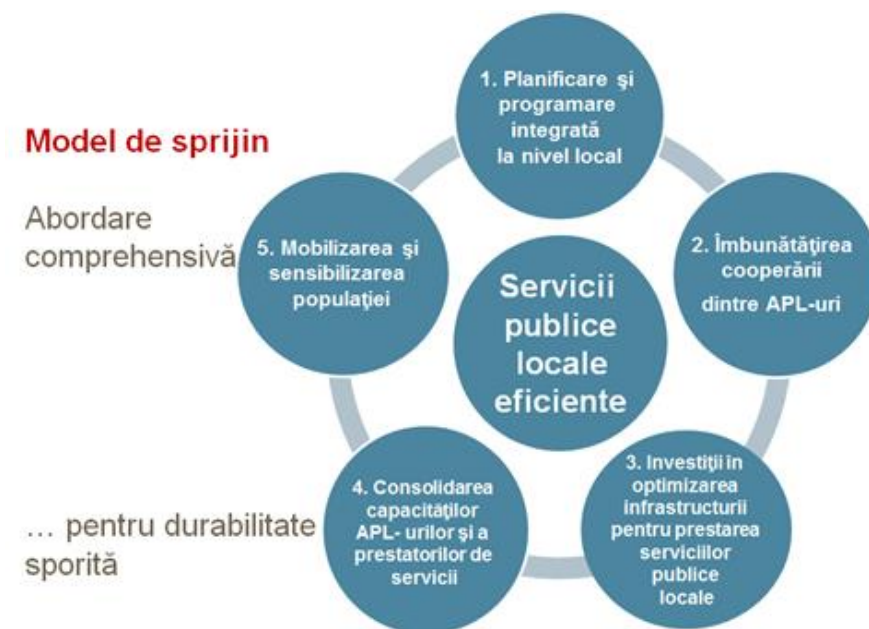 Model de sprijin
Abordare
comprehensivă
... pentru durabilitate
sporită
1. Planificare şi
programare
integrată
la nivel local
2. Îmbunătăţirea
cooperării
dintre APL-uri
3. Investiţii in
optimizarea
infrastructurii
pentru prestarea
serviciilor
publice
locale
4. Consolidarea
capacităţilor
APL- urilor şi a
prestatorilor de
servicii
5. Mobilizarea şi
sensibilizarea
populaţiei
Servicii
publice
locale
eficiente